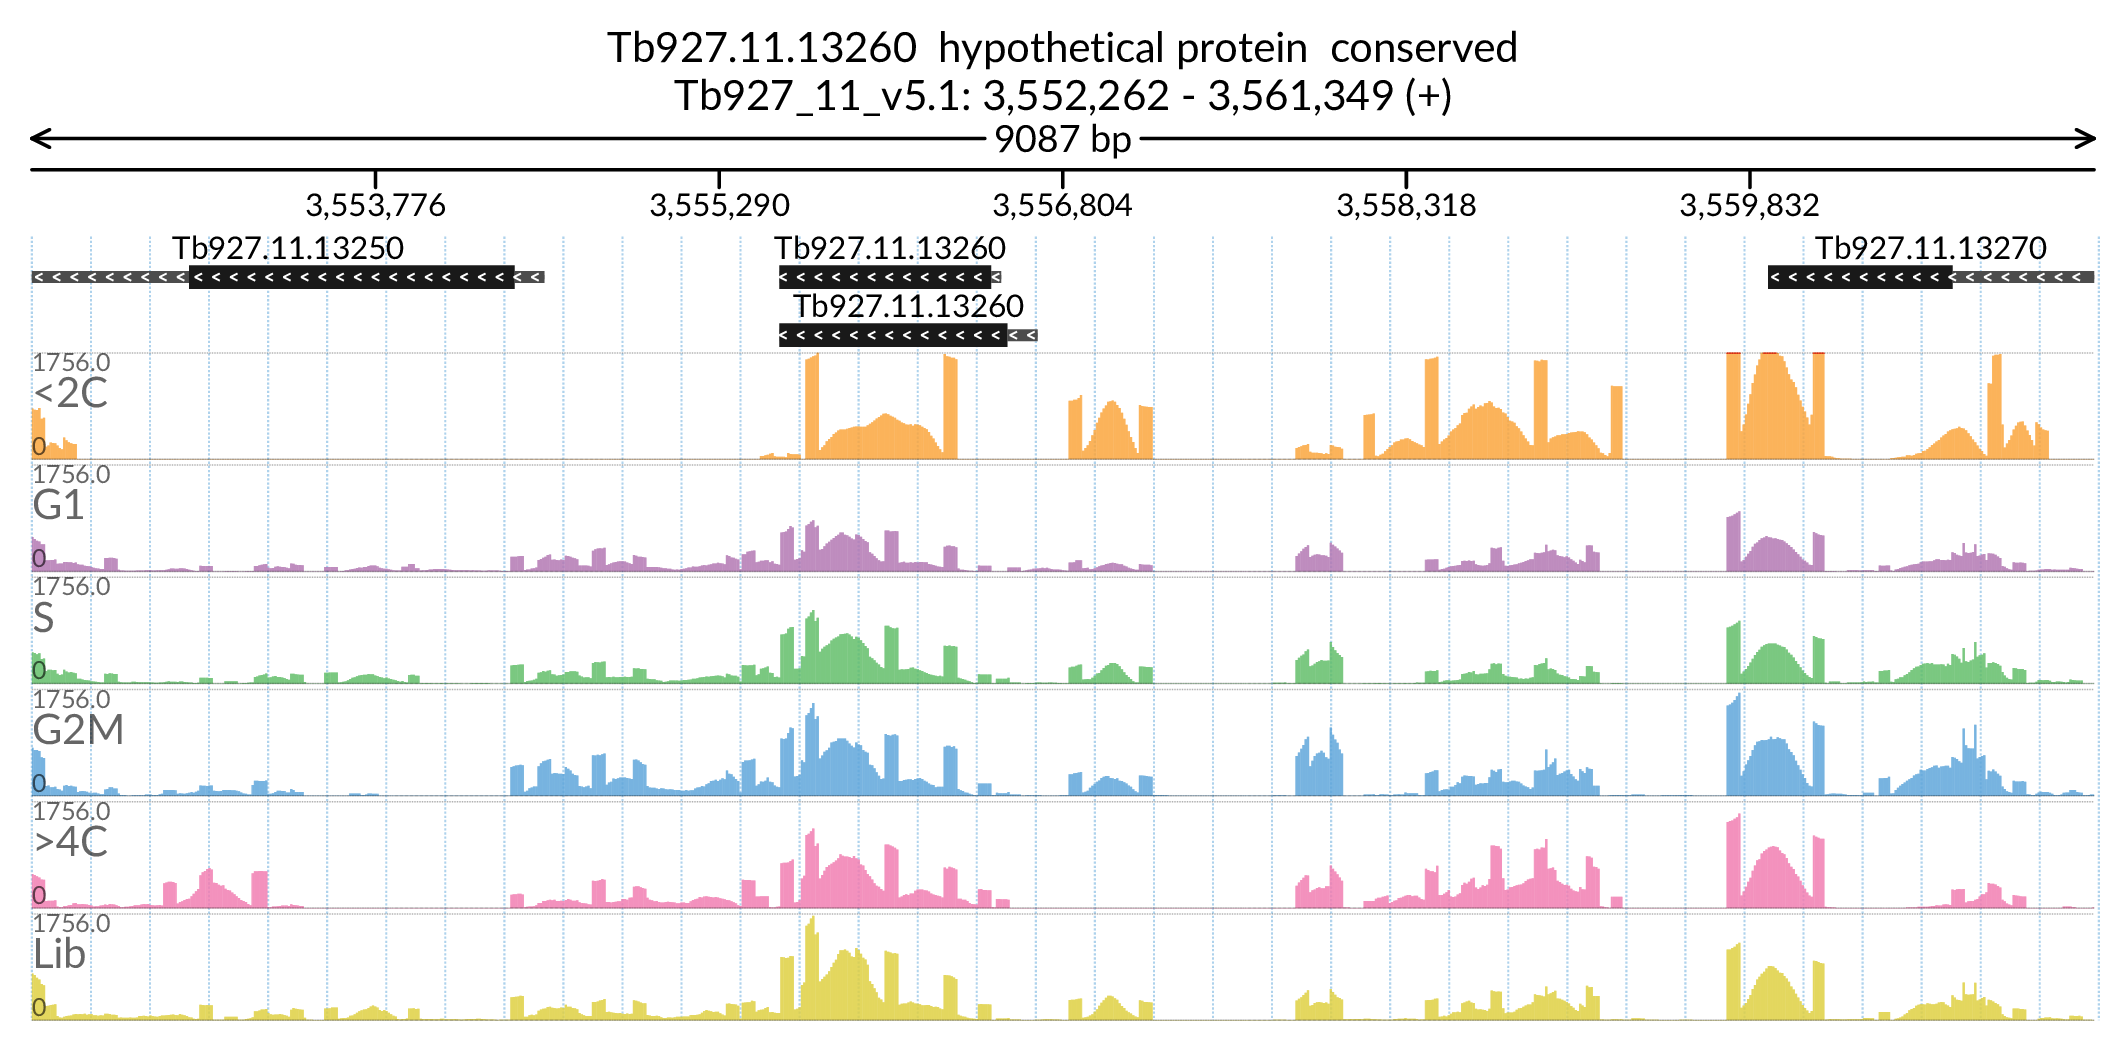 Tb927.11.13260 hypothetical protein conserved
Tb927_11_v5.1: 3,552,262 - 3,561,349 (+)
9087 bp
3,553,776 3,555,290 3,556,804 3,558,318 3,559,832
Tb927.11.13250 Tb927.11.13260 Tb927.11.13270
Tb927.11.13260
1756.0
<2C
0
1756.0
G1
0
1756.0
S
0
1756.0
G2M
0
1756.0
>4C
0
1756.0
Lib
0